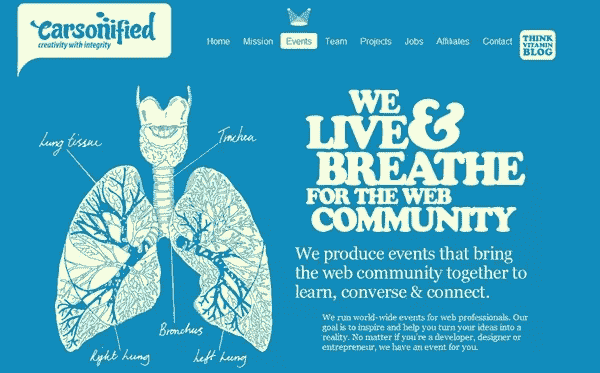 Carsonified
creativity with integrity
Home Mission Events Team Projects Jobs Affiliates Contact
THINK
VITAMIN
BLOG
WE
LIVE &
BREATHE
FOR THE WEB
COMMUNITY
Lung tissue
Trachea
Bronchus
Right Lung
Left Lung
We produce events that bring
the web community together to
learn, converse & connect.
We run world-wide events for web professionals. Our
goal is to inspire and help you turn your ideas into a
reality. No matter if you're a developer, designer or
entrepreneur, we have an event for you.